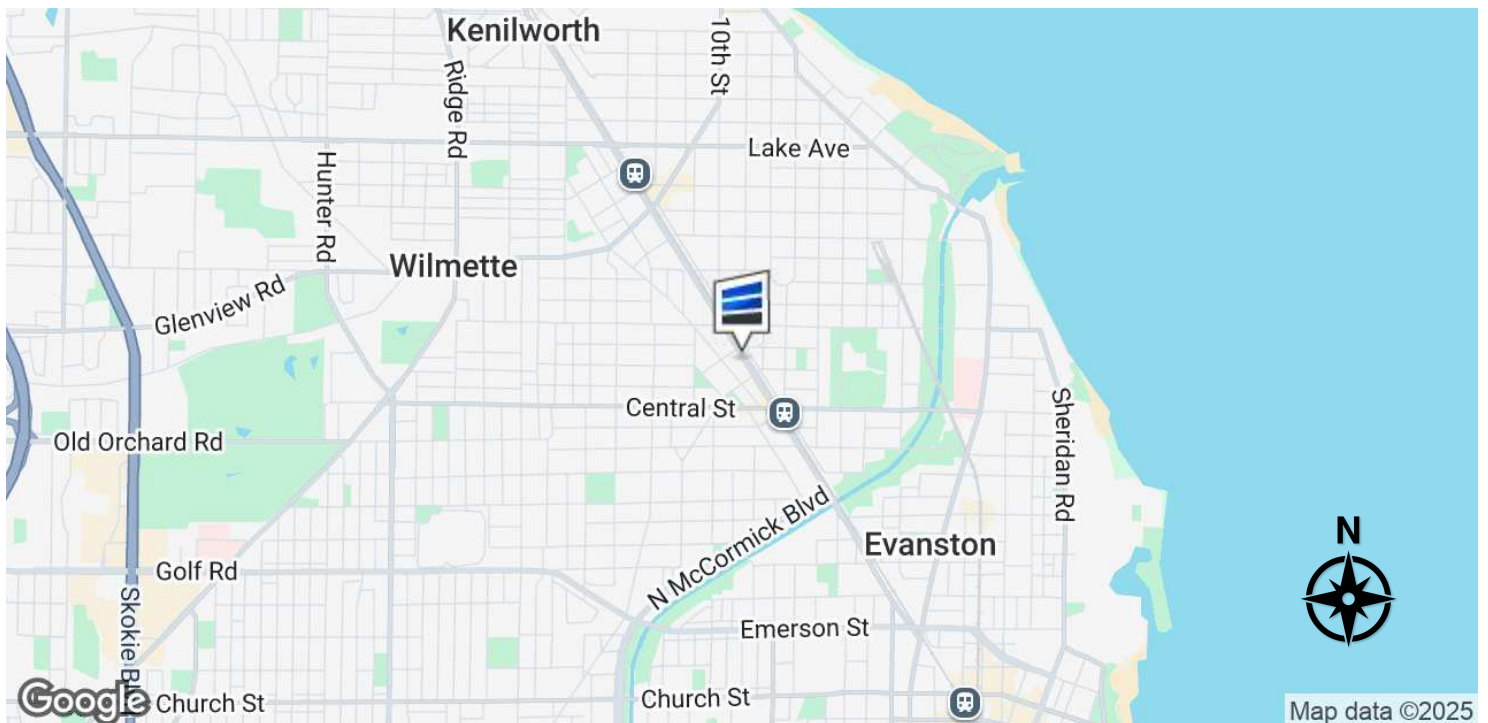 Kenilworth
10th St
Ridge Rd
Lake Ave
Hunter Rd
Wilmette
Glenview Rd
Central St
Sheridan Rd
Old Orchard Rd
N McCormick Blvd
Evanston
N
Golf Rd
Skokie Blvd
Emerson St
Church St
Church St
Google
Map data ©2025